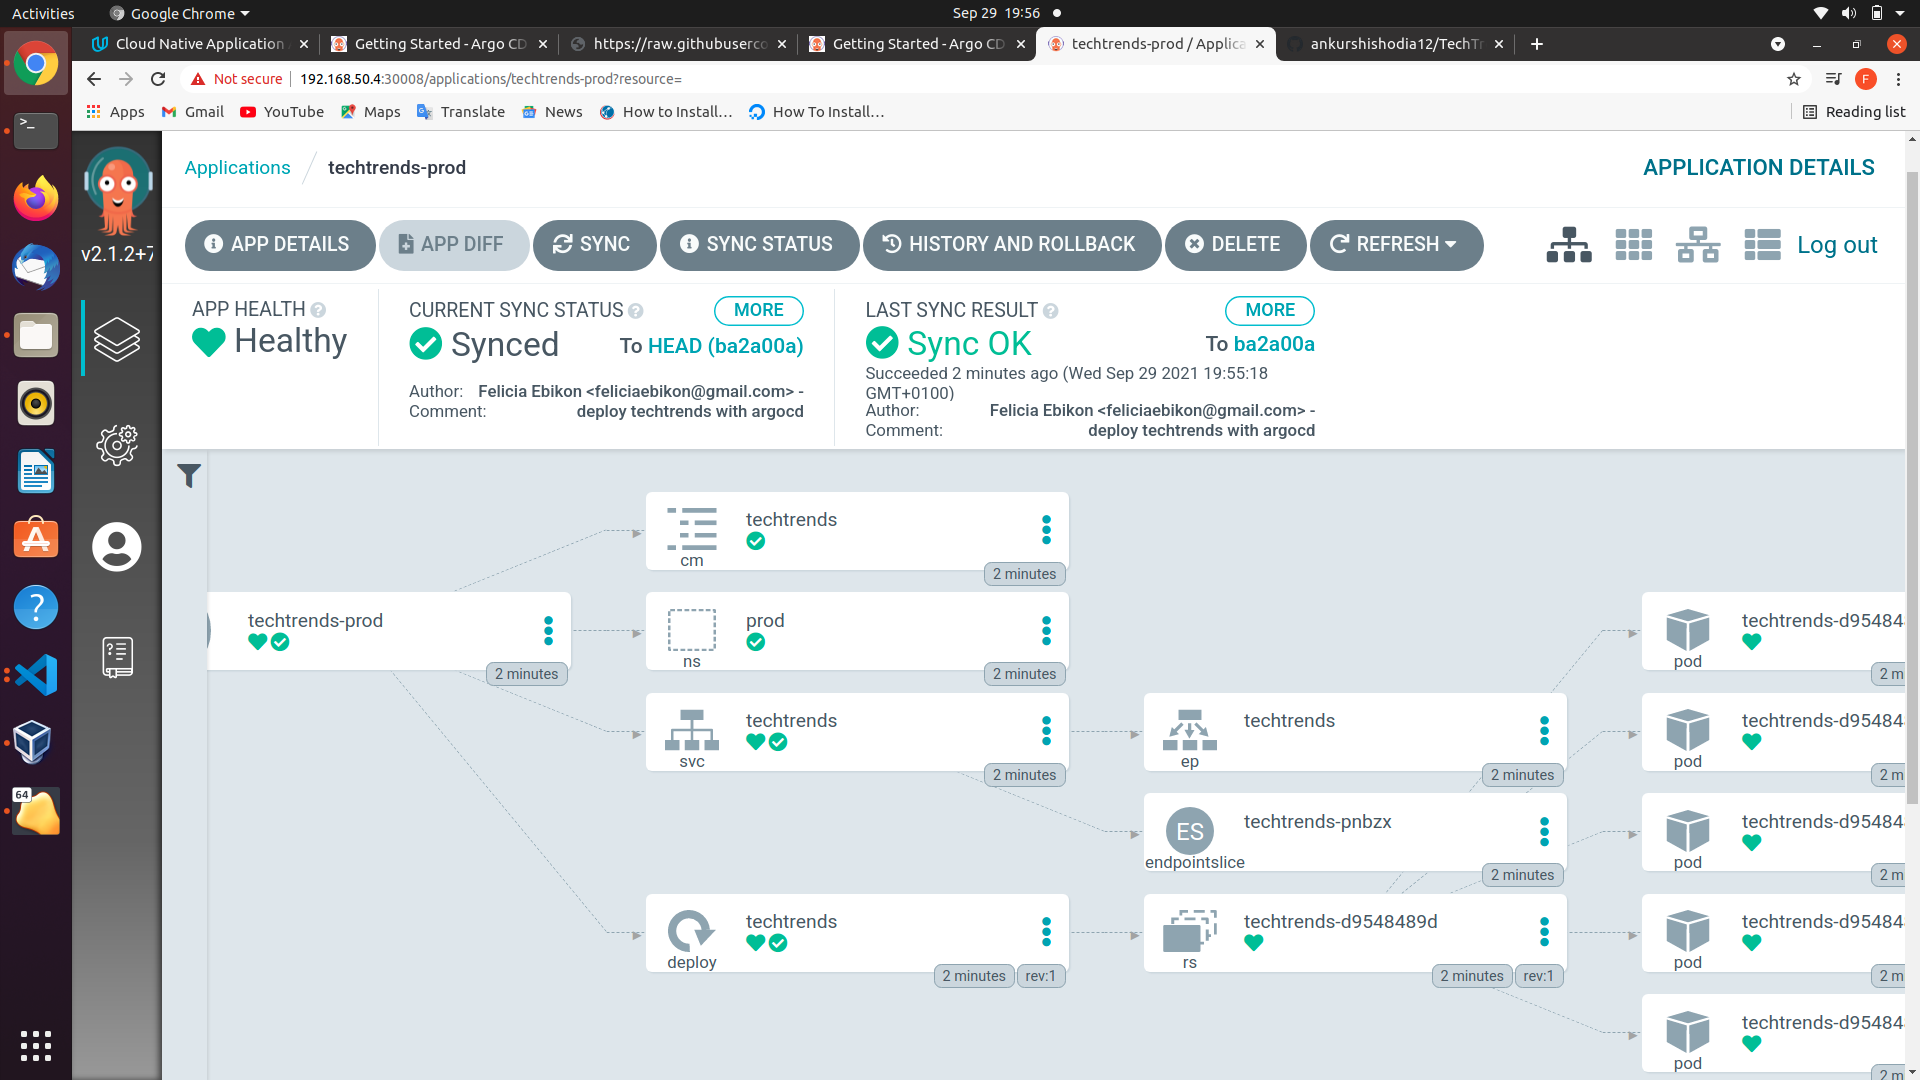 Activities Google Chrome Sep 29 19:56
Cloud Native Application Getting Started - Argo CD https://raw.githubuserco Getting Started - Argo CD techtrends-prod / Applica ankurshishodia12/TechTr
Not secure 192.168.50.4:30008/applications/techtrends-prod?resource= F
Apps Gmail YouTube Maps Translate News How to Install... How To Install... Reading list
Applications techtrends-prod APPLICATION DETAILS
v2.1.2+7
APP DETAILS APP DIFF SYNC SYNC STATUS HISTORY AND ROLLBACK DELETE REFRESH Log out
APP HEALTH CURRENT SYNC STATUS MORE LAST SYNC RESULT MORE
Healthy Synced To HEAD (ba2a00a) Sync OK To ba2a00a
Succeeded 2 minutes ago (Wed Sep 29 2021 19:55:18
GMT+0100)
Author: Felicia Ebikon <feliciaebikon@gmail.com> - Author: Felicia Ebikon <feliciaebikon@gmail.com> -
Comment: deploy techtrends with argocd Comment: deploy techtrends with argocd
techtrends
cm
2 minutes
techtrends-prod prod techtrends-d95484
2 minutes ns 2 minutes pod 2 m
techtrends techtrends techtrends-d95484
svc 2 minutes ep 2 minutes pod 2 m
64
ES techtrends-pnbzx techtrends-d95484
endpointslice 2 minutes pod 2 m
techtrends techtrends-d9548489d techtrends-d95484
deploy 2 minutes rev:1 rs 2 minutes rev:1 pod 2 m
techtrends-d95484
pod 2 m